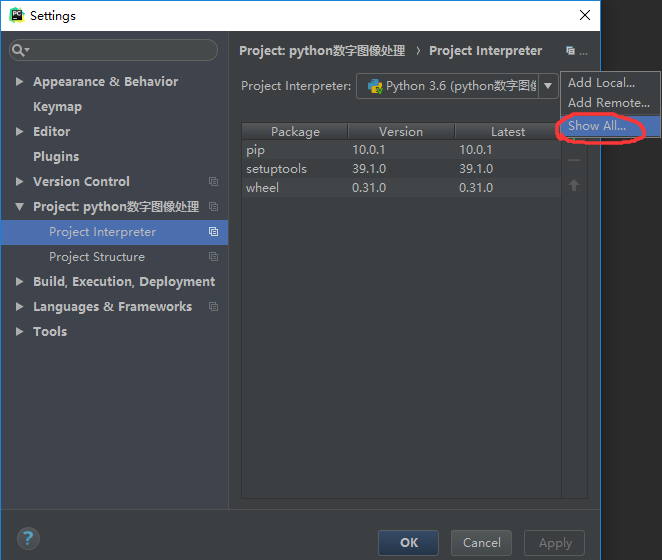 PC Settings
Project: python数字图像处理 › Project Interpreter ...
Appearance & Behavior
Keymap
Editor
Plugins
Version Control
Project: python数字图像处理
Project Interpreter
Project Structure
Build, Execution, Deployment
Languages & Frameworks
Tools
Project Interpreter: Python 3.6 (python数字图像
Add Local...
Add Remote...
Show All...
Package Version Latest
pip 10.0.1 10.0.1
setuptools 39.1.0 39.1.0
wheel 0.31.0 0.31.0
? OK Cancel Apply